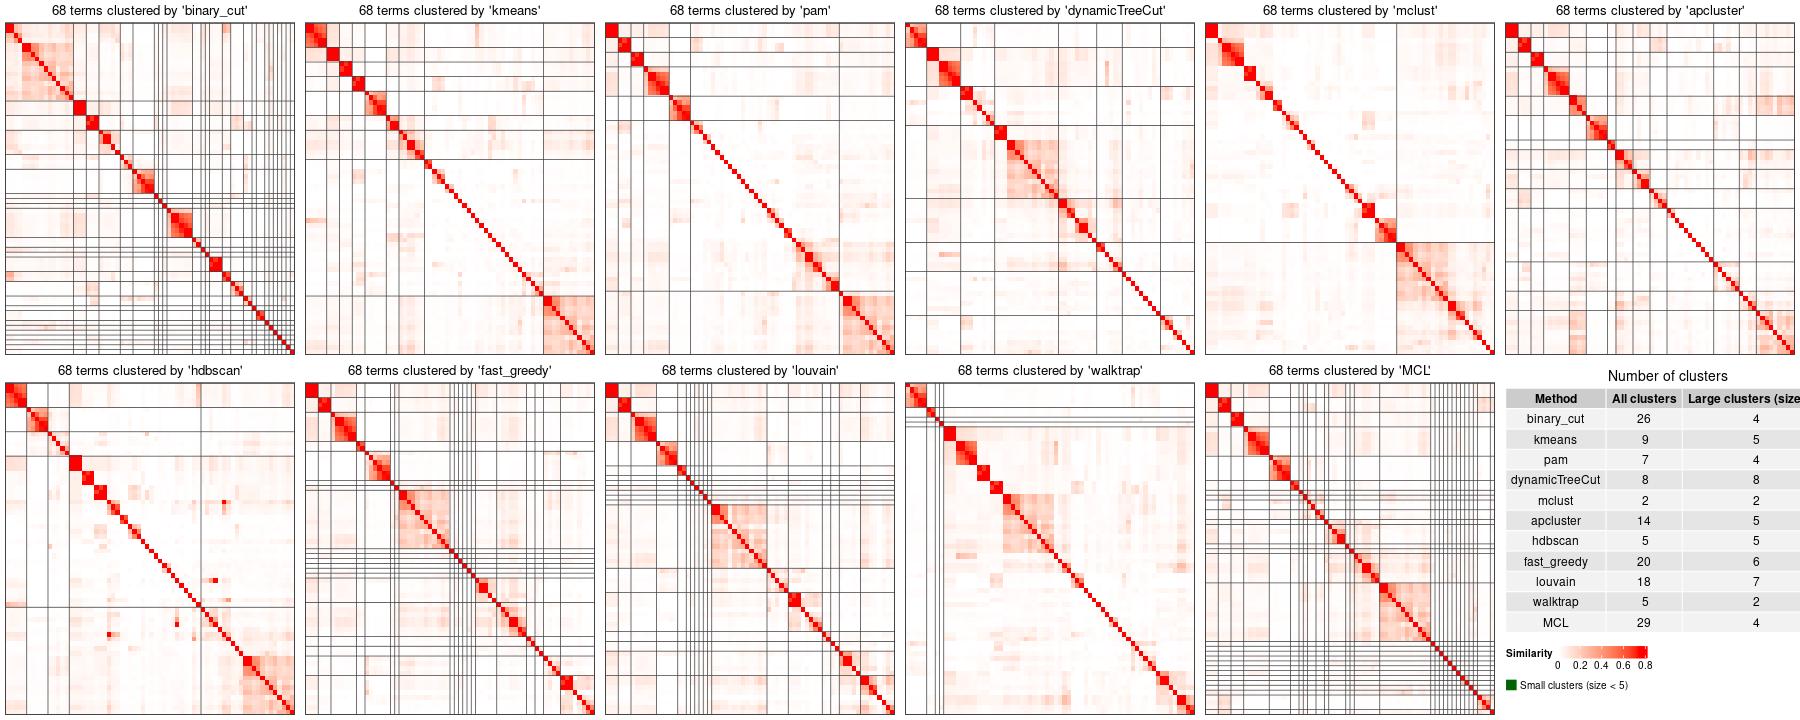 68 terms clustered by 'binary_cut'
68 terms clustered by 'kmeans'
68 terms clustered by 'pam'
68 terms clustered by 'dynamicTreeCut'
68 terms clustered by 'mclust'
68 terms clustered by 'apcluster'
68 terms clustered by 'hdbscan'
68 terms clustered by 'fast_greedy'
68 terms clustered by 'louvain'
68 terms clustered by 'walktrap'
68 terms clustered by 'MCL'
Number of clusters
Method All clusters Large clusters (size
binary_cut 26 4
kmeans 9 5
pam 7 4
dynamicTreeCut 8 8
mclust 2 2
apcluster 14 5
hdbscan 5 5
fast_greedy 20 6
louvain 18 7
walktrap 5 2
MCL 29 4
Similarity
0 0.2 0.4 0.6 0.8
Small clusters (size < 5)